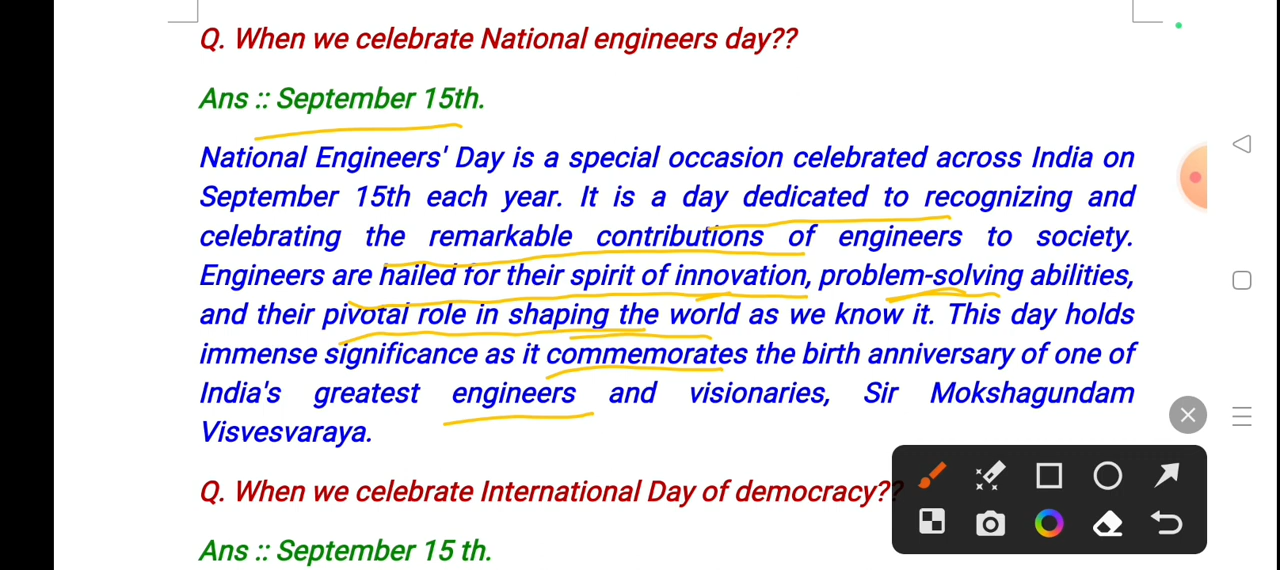 Q. When we celebrate National engineers day??
Ans :: September 15th.
National Engineers' Day is a special occasion celebrated across India on
September 15th each year. It is a day dedicated to recognizing and
celebrating the remarkable contributions of engineers to society.
Engineers are hailed for their spirit of innovation, problem-solving abilities,
and their pivotal role in shaping the world as we know it. This day holds
immense significance as it commemorates the birth anniversary of one of
India's greatest engineers and visionaries, Sir Mokshagundam
Visvesvaraya.
Q. When we celebrate International Day of democracy??
Ans :: September 15 th.